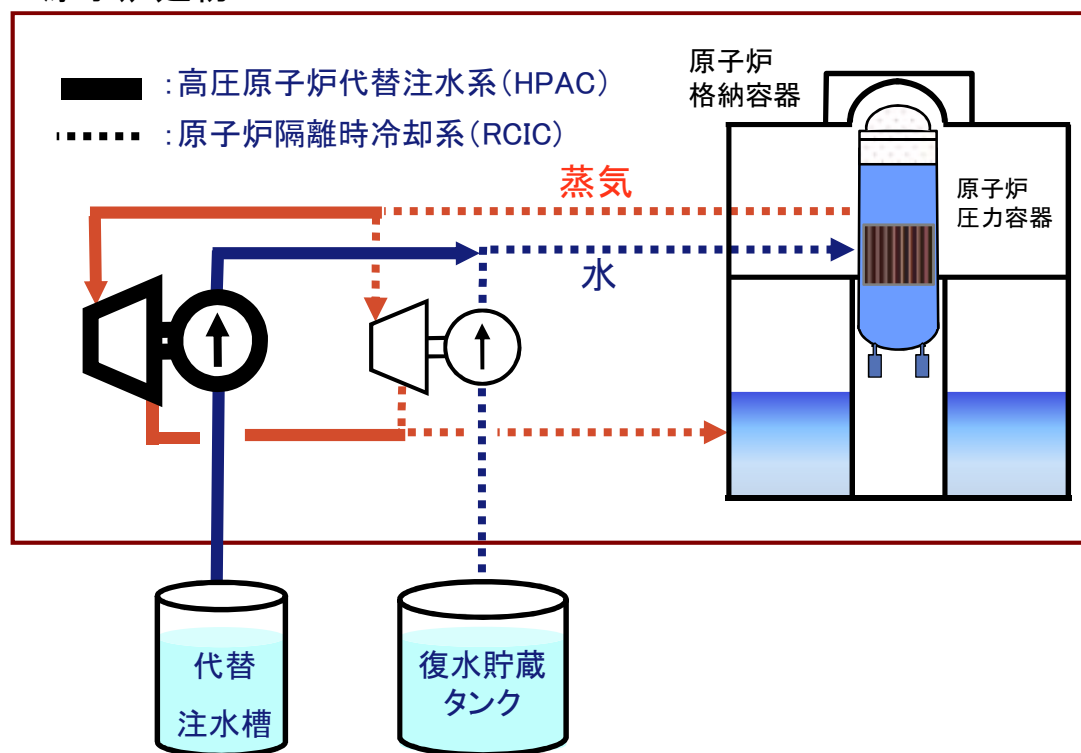 :高圧原子炉代替注水系(HPAC)
:原子炉隔離時冷却系(RCIC)
原子炉
格納容器
蒸気
原子炉
圧力容器
水
代替
注水槽
復水貯蔵
タンク